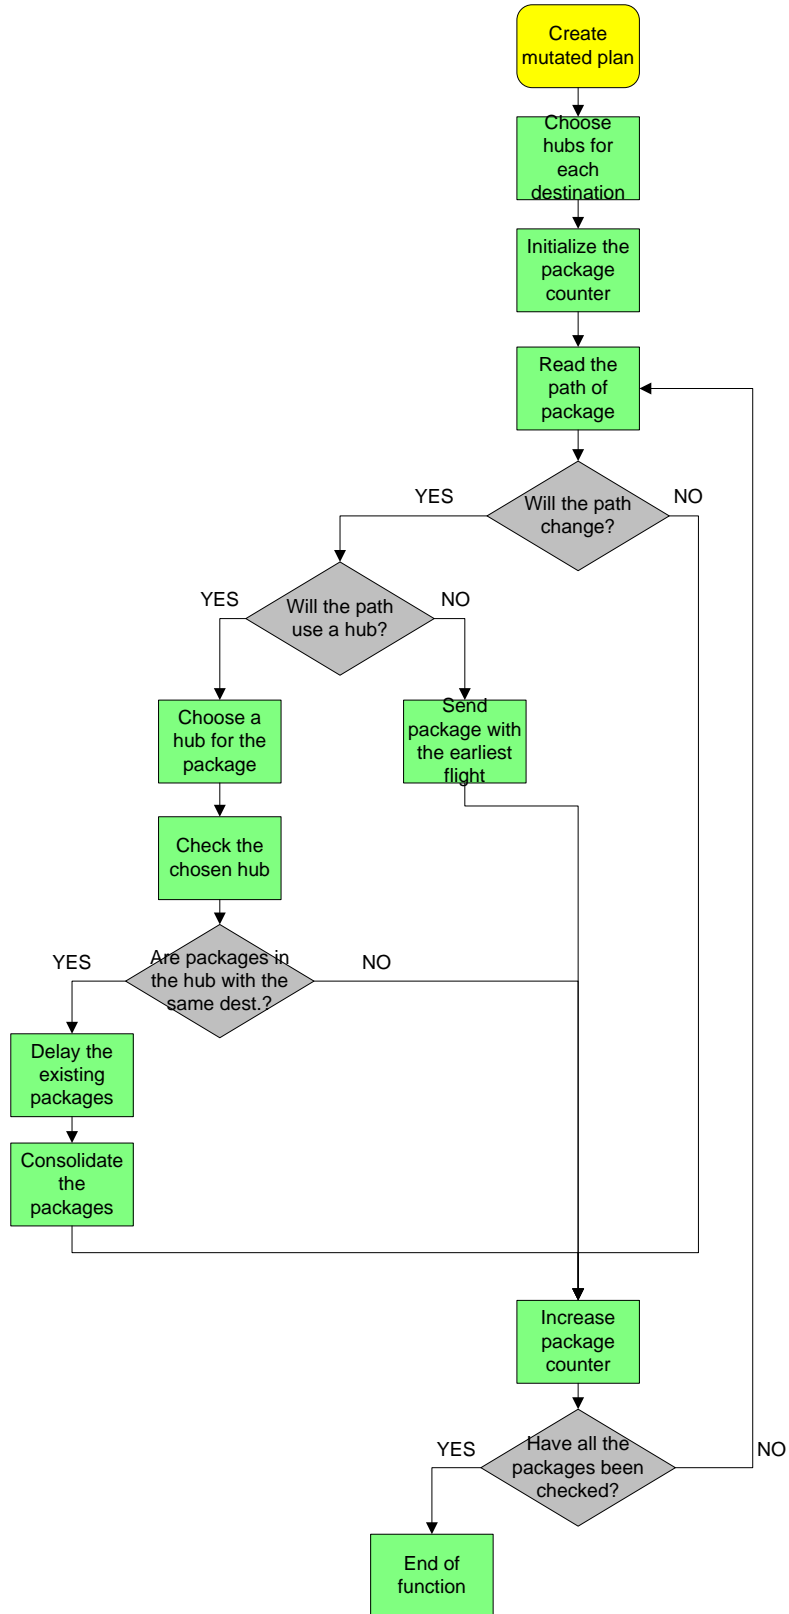 Create
mutated plan
Choose
hubs for
each
destination
Initialize the
package
counter
Read the
path of
package
YES
NO
Will the path
change?
YES
NO
Will the path
use a hub?
Choose a
hub for the
package
Send
package with
the earliest
flight
Check the
chosen hub
YES
NO
Are packages in
the hub with the
same dest.?
Delay the
existing
packages
Consolidate
the
packages
Increase
package
counter
YES
NO
Have all the
packages been
checked?
End of
function